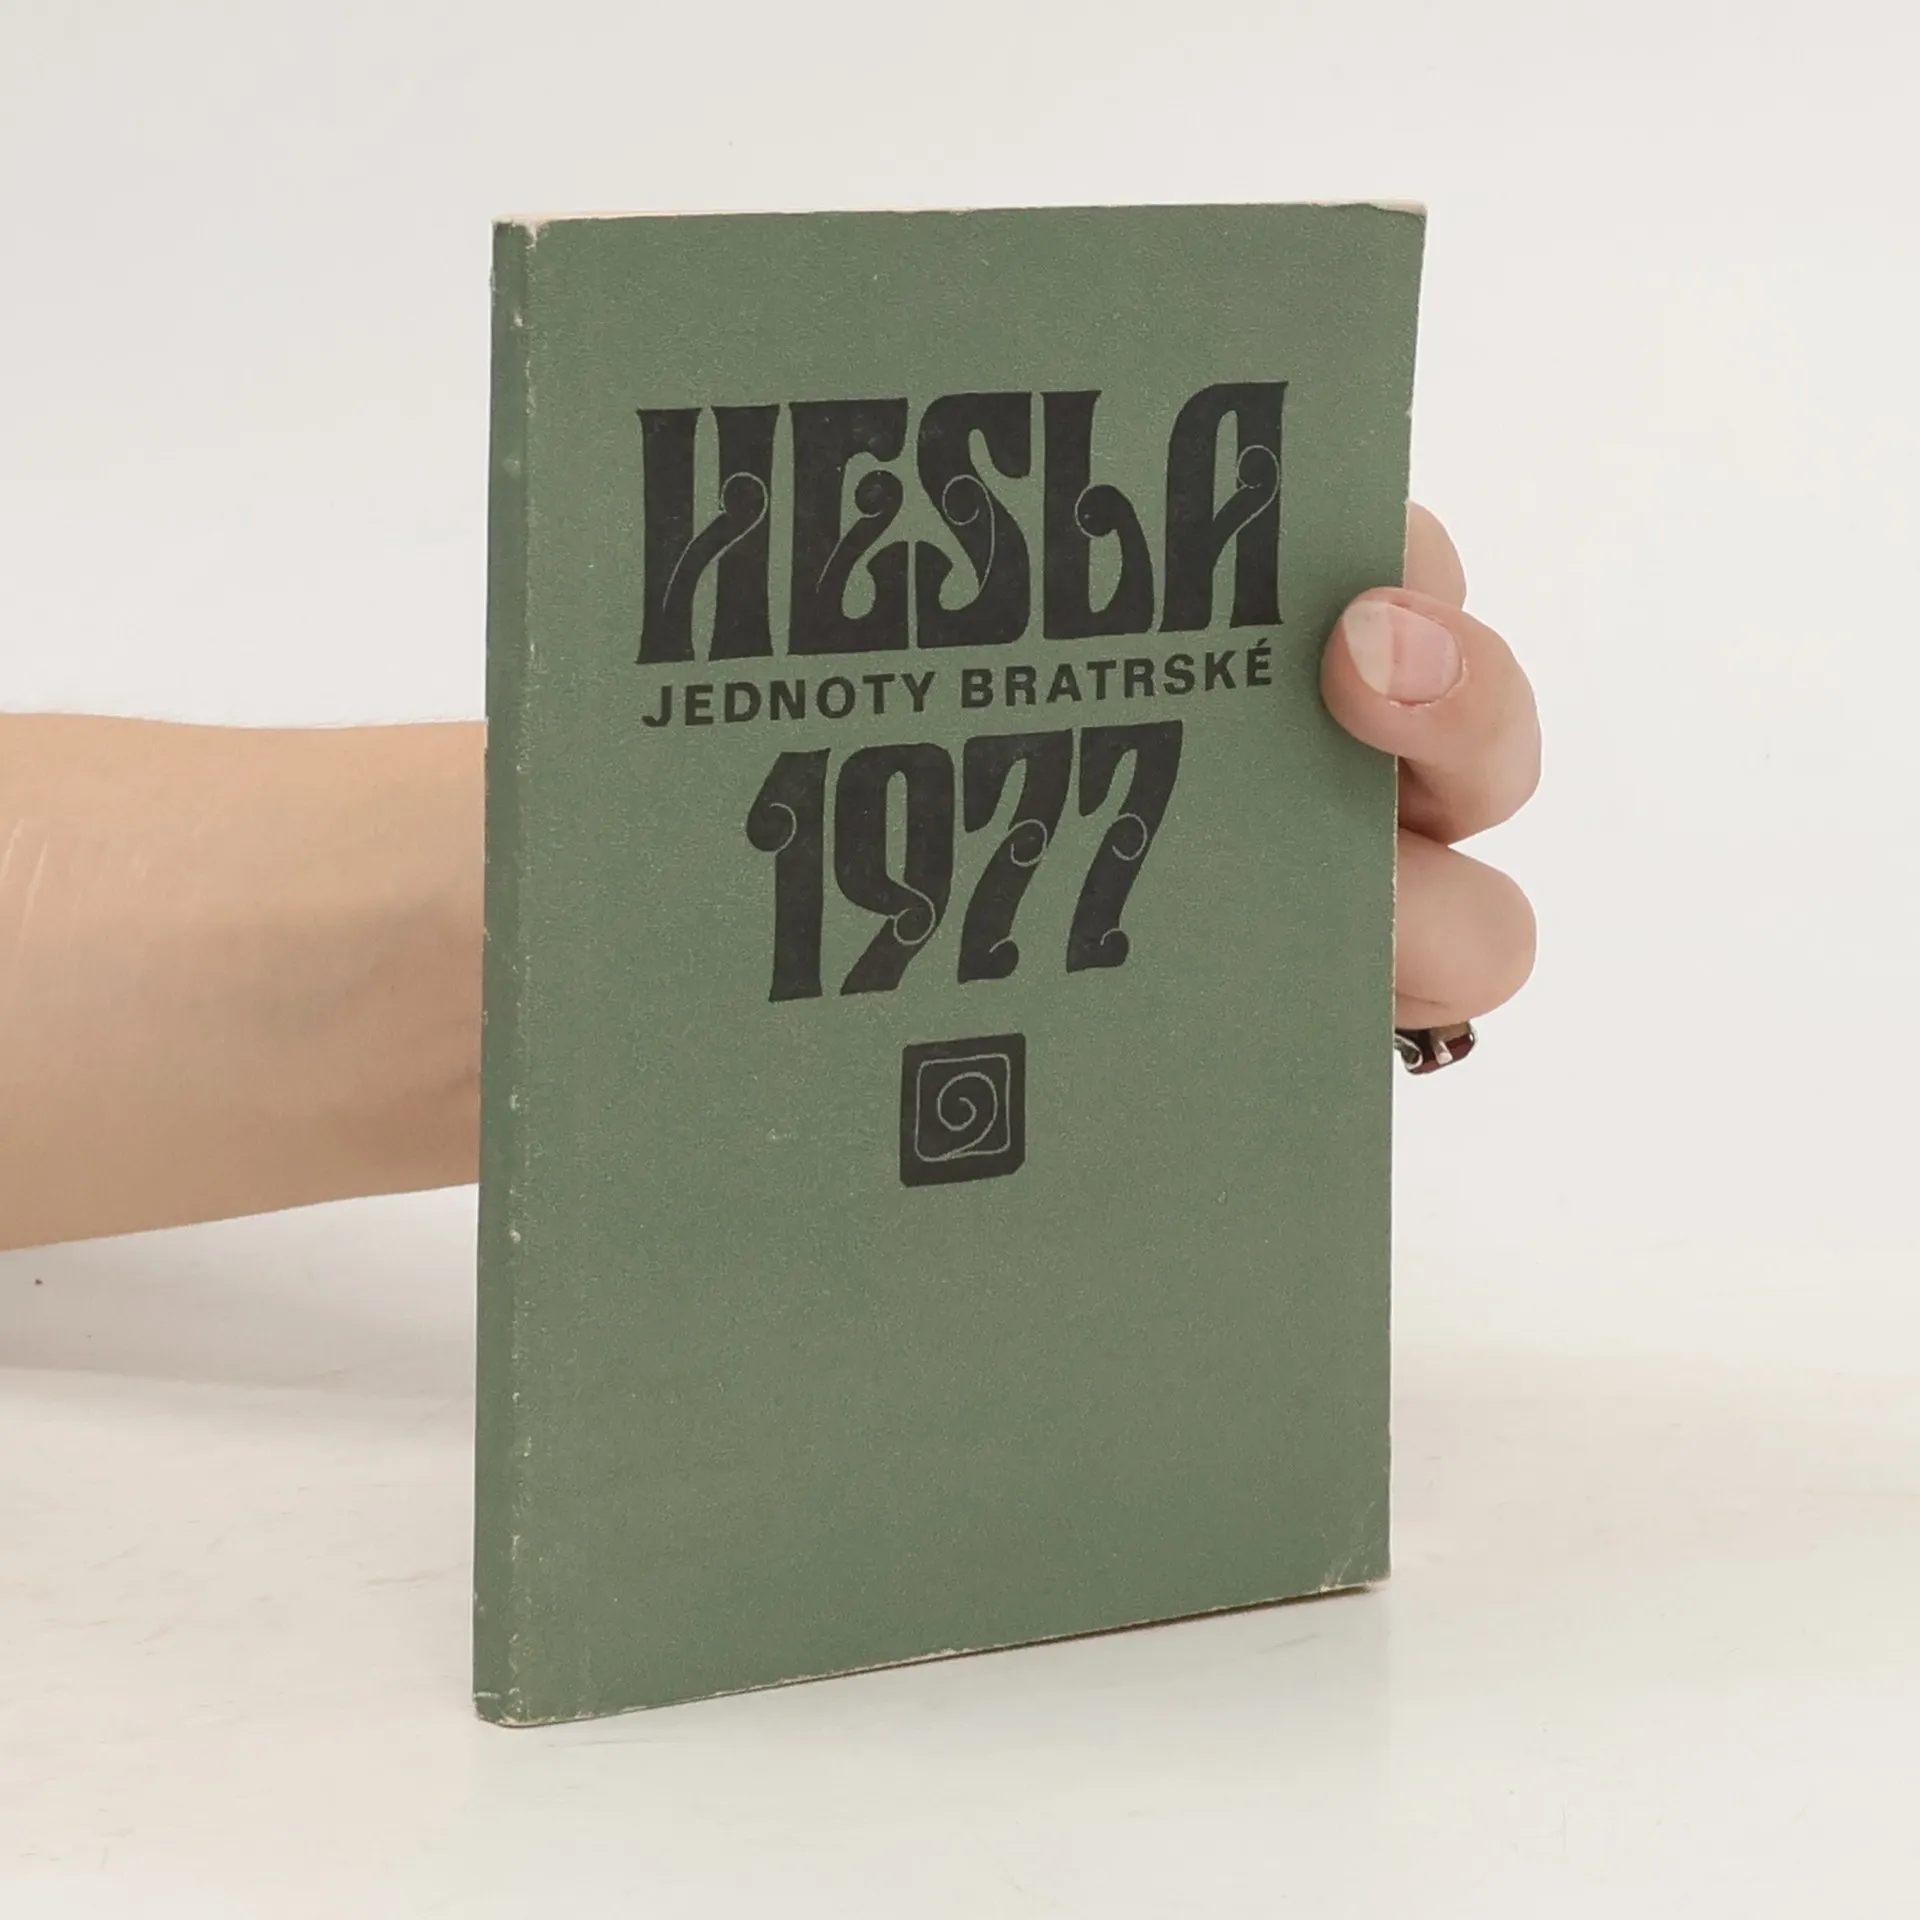 HESLA
JEDNOTY BRATRSKÉ
1977